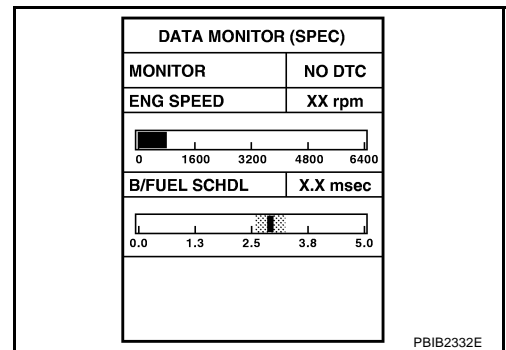 DATA MONITOR (SPEC)
MONITOR NO DTC
ENG SPEED XX rpm
0 1600 3200 4800 6400
B/FUEL SCHDL X.X msec
0.0 1.3 2.5 3.8 5.0
PBIB2332E